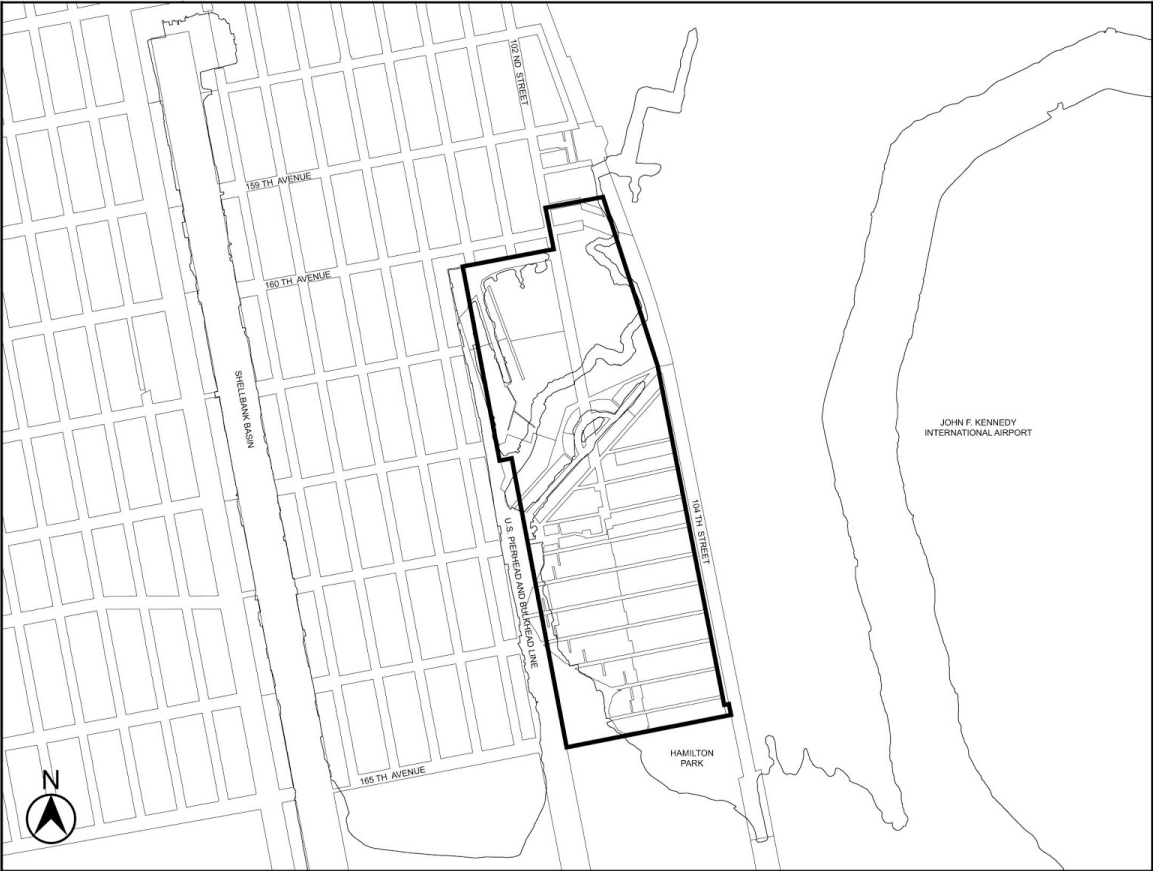 102 ND STREET
159 TH AVENUE
160 TH AVENUE
SHELLBANK BASIN
JOHN F. KENNEDY
INTERNATIONAL AIRPORT
104 TH STREET
U.S. PIERHEAD AND BULKHEAD LINE
HAMILTON
PARK
165 TH AVENUE
N